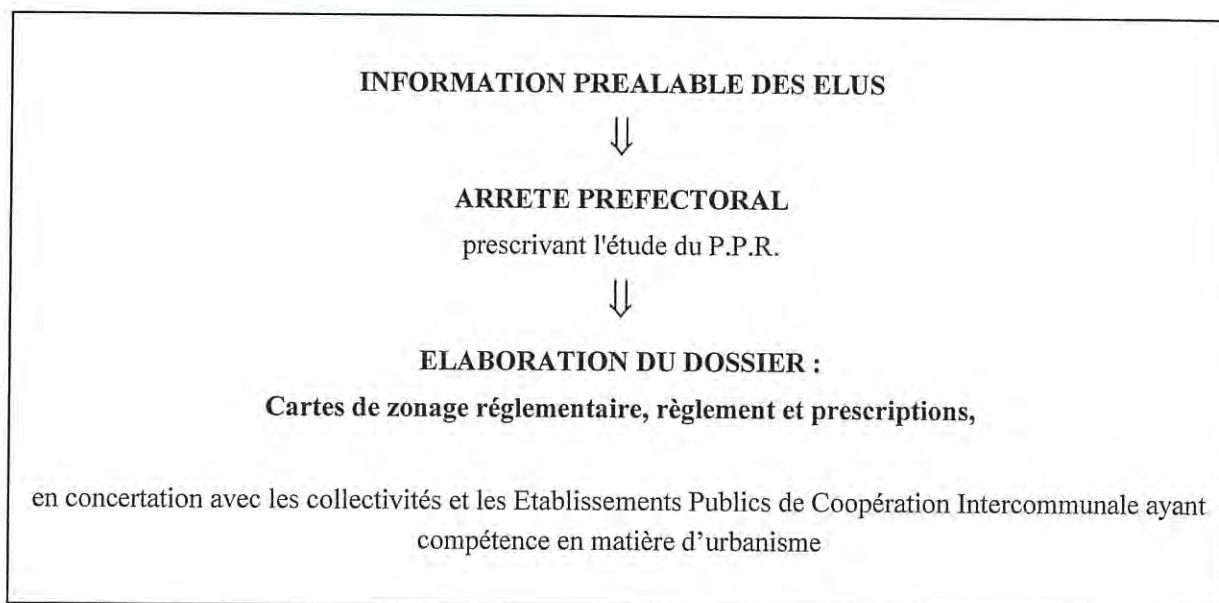 INFORMATION PREALABLE DES ELUS
⇓
ARRETE PREFECTORAL
prescrivant l'étude du P.P.R.
⇓
ELABORATION DU DOSSIER :
Cartes de zonage réglementaire, règlement et prescriptions,
en concertation avec les collectivités et les Etablissements Publics de Coopération Intercommunale ayant
compétence en matière d'urbanisme